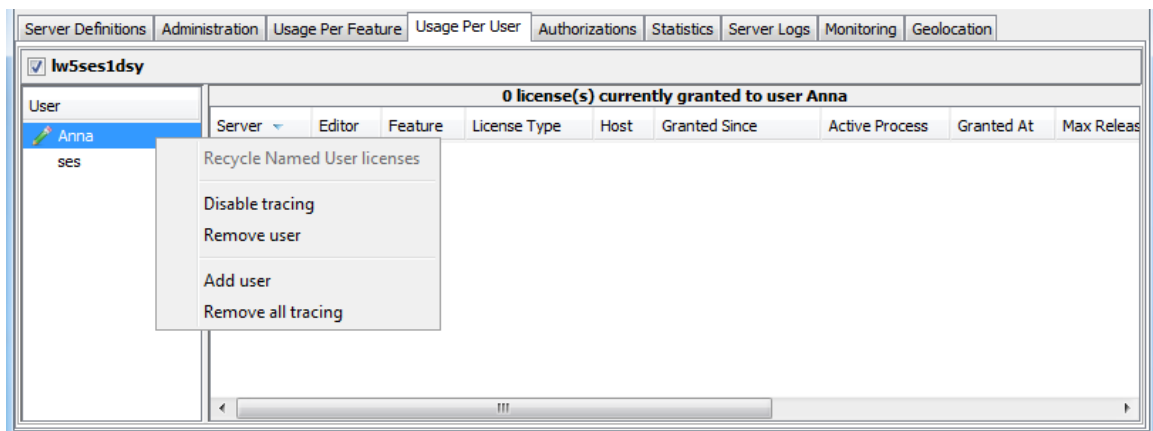 Server Definitions Administration Usage Per Feature Usage Per User Authorizations Statistics Server Logs Monitoring Geolocation
lw5ses1dsy
User
0 license(s) currently granted to user Anna
Server Editor Feature License Type Host Granted Since Active Process Granted At Max Releas
Anna
ses
Recycle Named User licenses
Disable tracing
Remove user
Add user
Remove all tracing